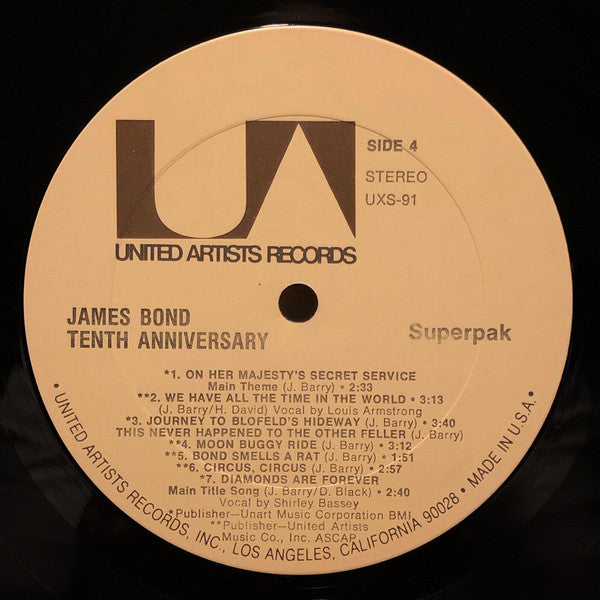 UA
SIDE 4
STEREO
UXS-91
UNITED ARTISTS RECORDS
JAMES BOND
TENTH ANNIVERSARY
Superpak
*1. ON HER MAJESTY'S SECRET SERVICE
Main Theme (J. Barry) • 2:33
**2. WE HAVE ALL THE TIME IN THE WORLD • 3:13
(J. Barry/H. David) Vocal by Louis Armstrong
*3. JOURNEY TO BLOFELD'S HIDEWAY (J. Barry) • 3:40
THIS NEVER HAPPENED TO THE OTHER FELLER (J. Barry)
**4. MOON BUGGY RIDE (J. Barry) • 3:12
**5. BOND SMELLS A RAT (J. Barry) • 1:51
**6. CIRCUS, CIRCUS (J. Barry) • 2:57
*7. DIAMONDS ARE FOREVER
Main Title Song (J. Barry/D. Black) • 2:40
Vocal by Shirley Bassey
*Publisher–Unart Music Corporation BMI
**Publisher–United Artists
Music Co., Inc. ASCAP
• UNITED ARTISTS RECORDS, INC., LOS ANGELES, CALIFORNIA 90028 • MADE IN U.S.A. •